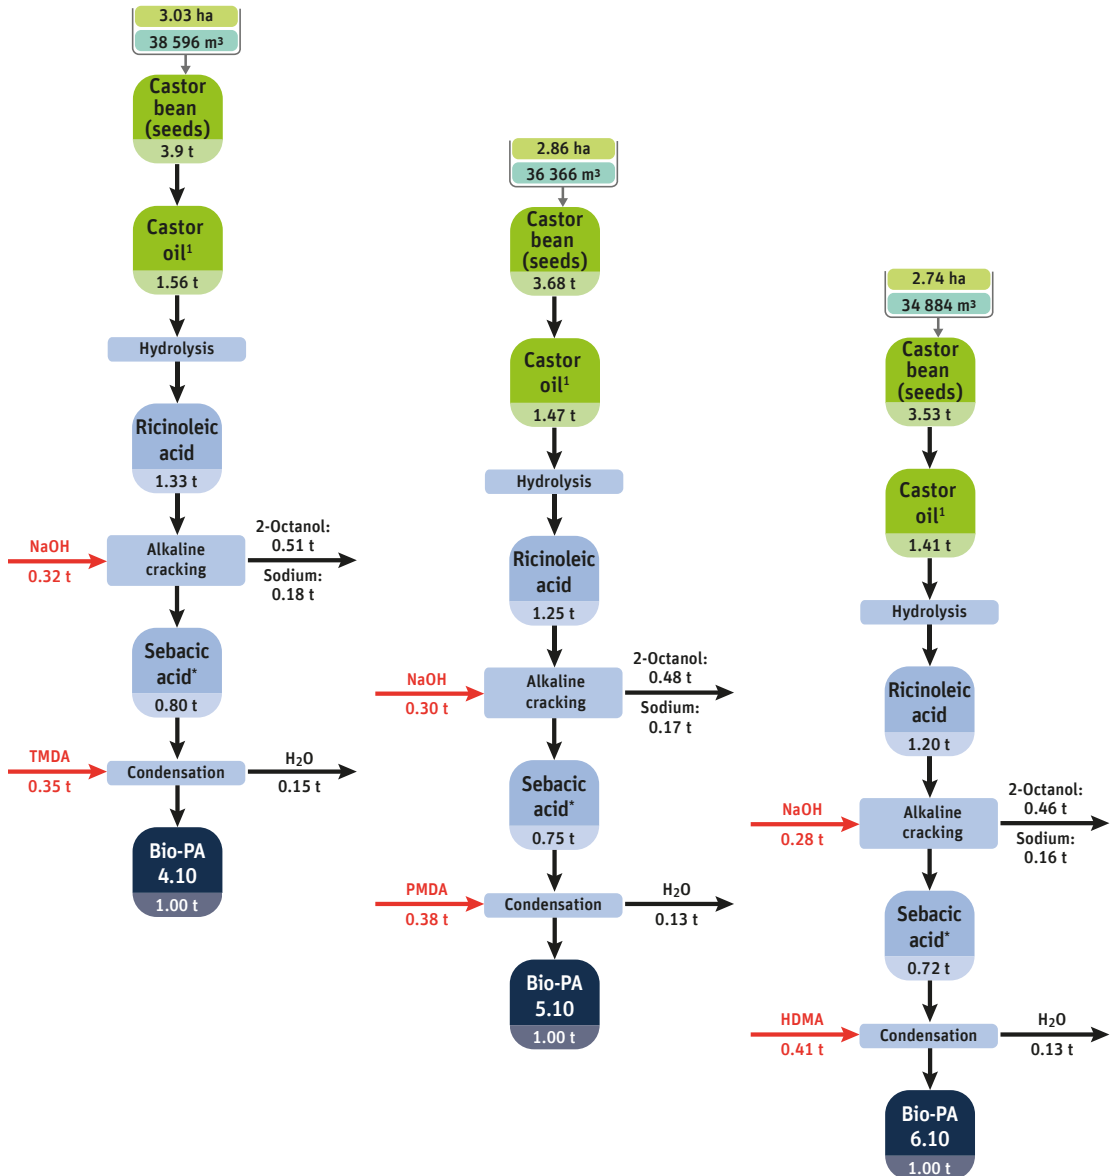 3.03 ha
38 596 m³
Castor
bean
(seeds)
3.9 t
Castor
oil¹
1.56 t
Hydrolysis
Ricinoleic
acid
1.33 t
NaOH
0.32 t
Alkaline
cracking
2-Octanol:
0.51 t
Sodium:
0.18 t
Sebacic
acid*
0.80 t
TMDA
0.35 t
Condensation
H₂O
0.15 t
Bio-PA
4.10
1.00 t
2.86 ha
36 366 m³
Castor
bean
(seeds)
3.68 t
Castor
oil¹
1.47 t
Hydrolysis
Ricinoleic
acid
1.25 t
NaOH
0.30 t
Alkaline
cracking
2-Octanol:
0.48 t
Sodium:
0.17 t
Sebacic
acid*
0.75 t
PMDA
0.38 t
Condensation
H₂O
0.13 t
Bio-PA
5.10
1.00 t
2.74 ha
34 884 m³
Castor
bean
(seeds)
3.53 t
Castor
oil¹
1.41 t
Hydrolysis
Ricinoleic
acid
1.20 t
NaOH
0.28 t
Alkaline
cracking
2-Octanol:
0.46 t
Sodium:
0.16 t
Sebacic
acid*
0.72 t
HDMA
0.41 t
Condensation
H₂O
0.13 t
Bio-PA
6.10
1.00 t